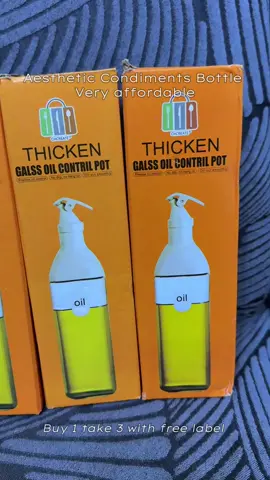 Aesthetic Condiments Bottle
Very affordable
THICKEN
GALSS OIL CONTRIL POT
oil
THICKEN
GALSS OIL CONTRIL POT
oil
Buy 1 take 3 with free label